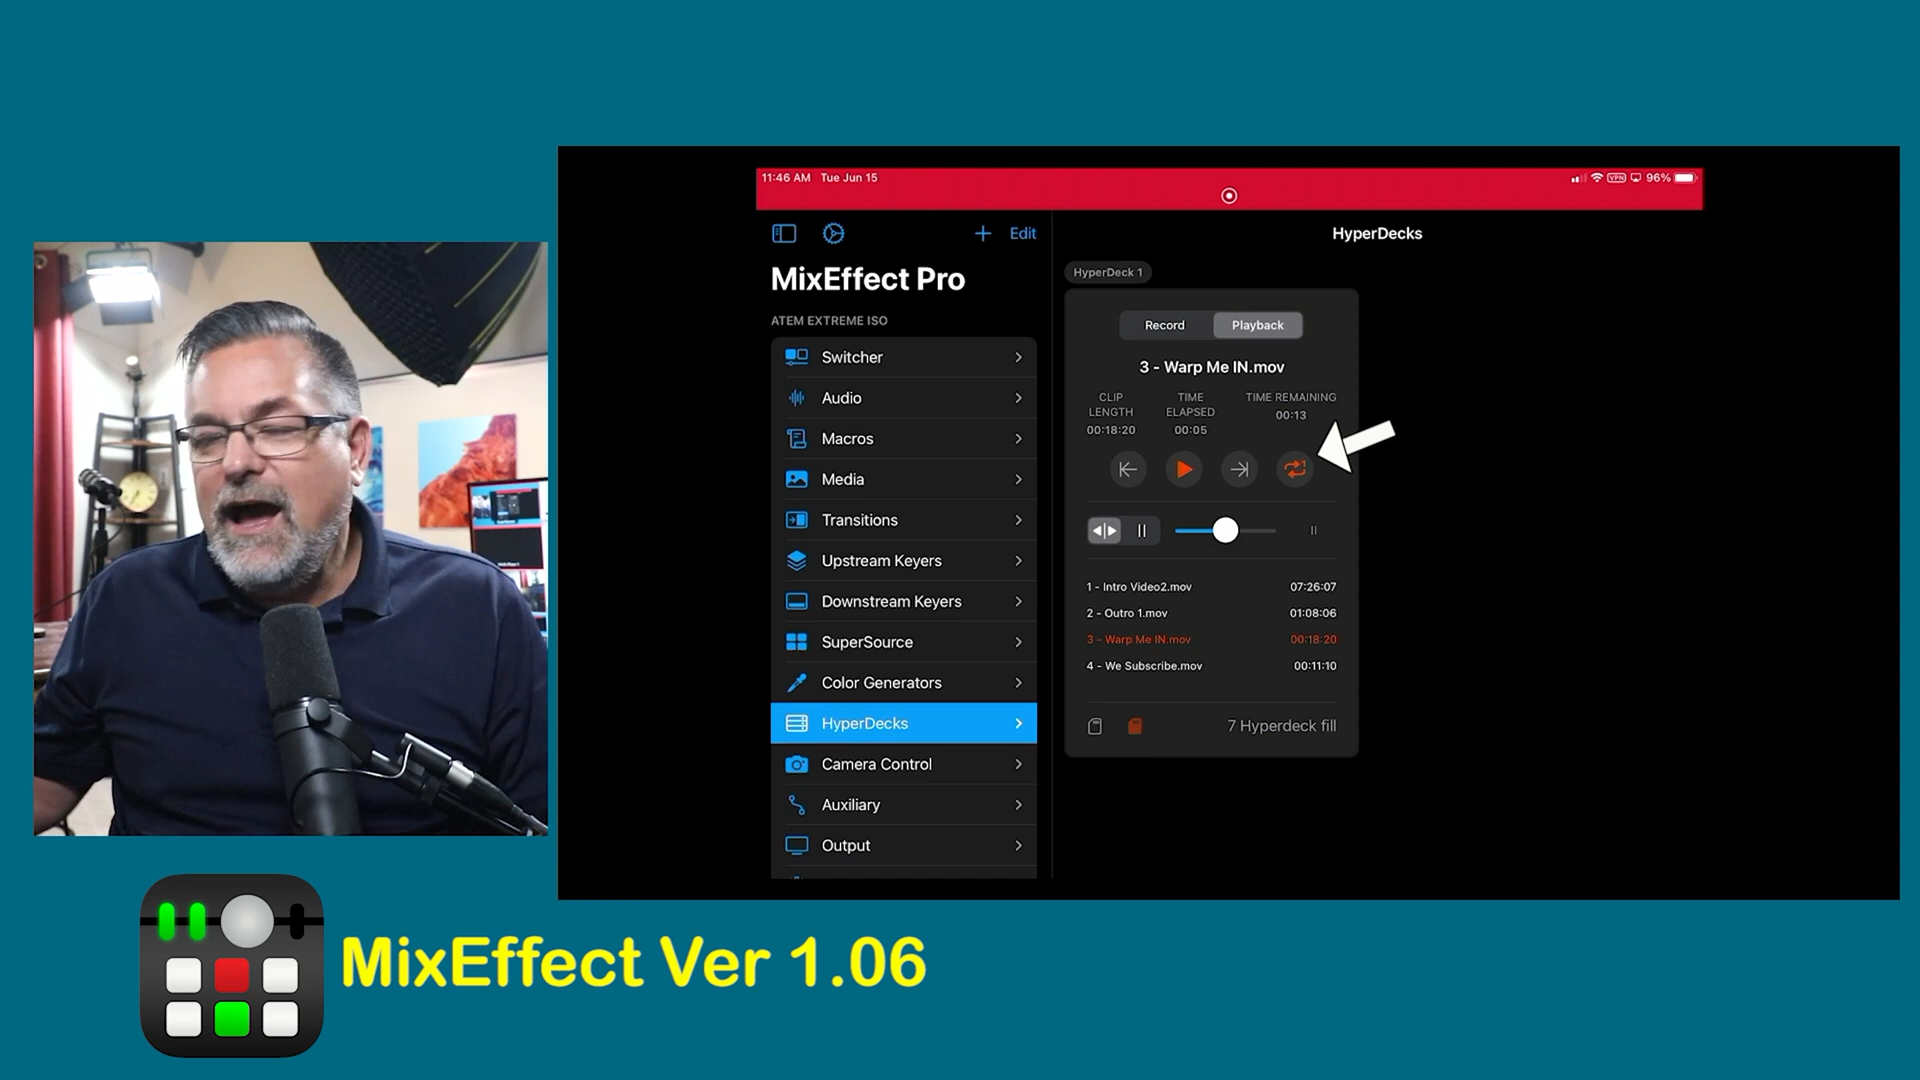 11:46 AM Tue Jun 15
VPN 96%
Edit
HyperDecks
MixEffect Pro
HyperDeck 1
ATEM EXTREME ISO
Switcher
Audio
Macros
Media
Transitions
Upstream Keyers
Downstream Keyers
SuperSource
Color Generators
HyperDecks
Camera Control
Auxiliary
Output
Record Playback
3 - Warp Me IN.mov
CLIP LENGTH
00:18:20
TIME ELAPSED
00:05
TIME REMAINING
00:13
1 - Intro Video2.mov 07:26:07
2 - Outro 1.mov 01:08:06
3 - Warp Me IN.mov 00:18:20
4 - We Subscribe.mov 00:11:10
7 Hyperdeck fill
MixEffect Ver 1.06